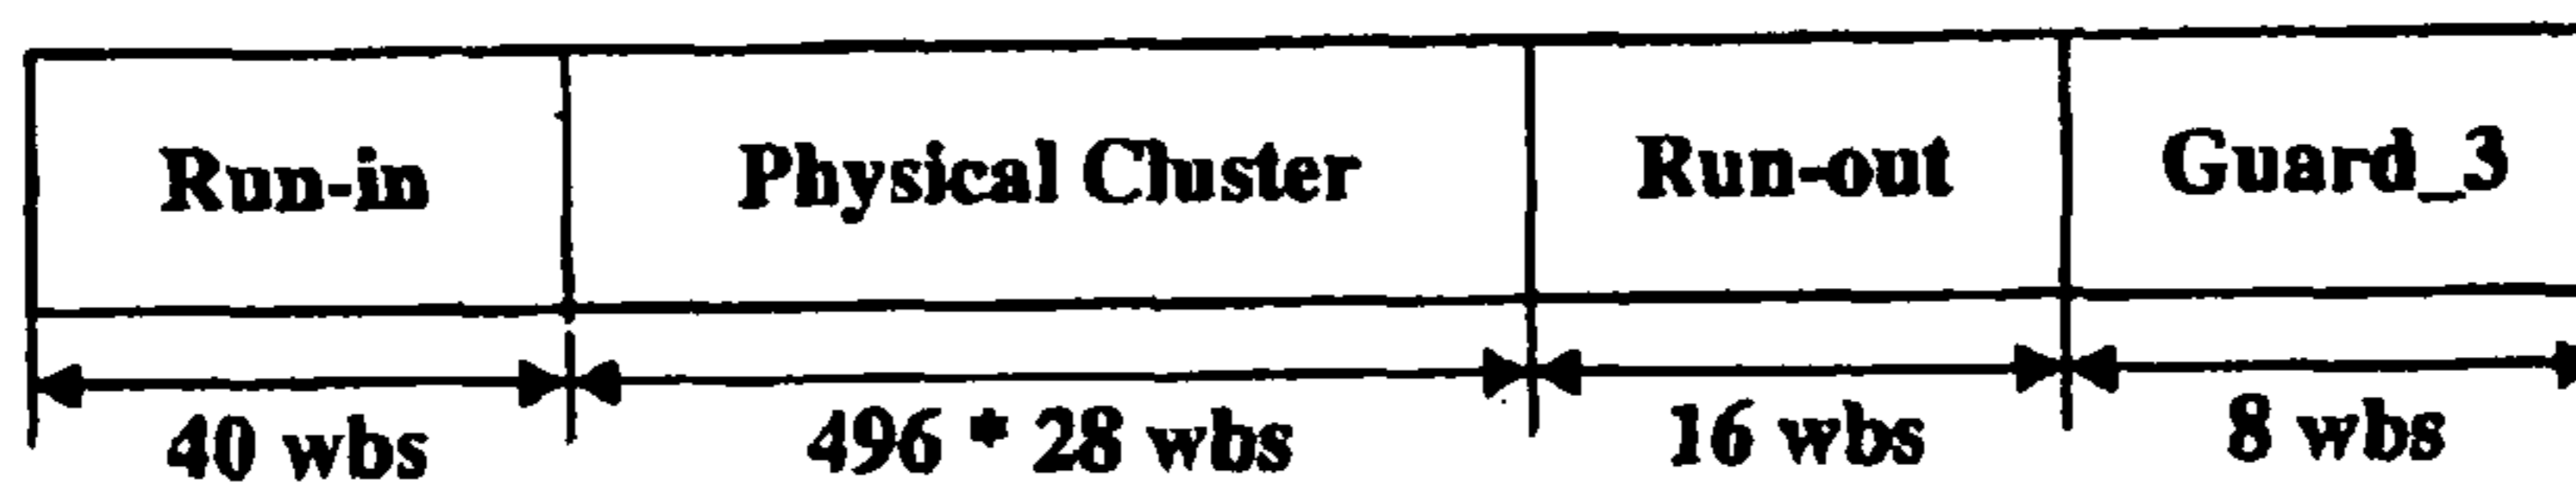 Run-in Physical Cluster Run-out Guard_3
40 wbs 496 * 28 wbs 16 wbs 8 wbs